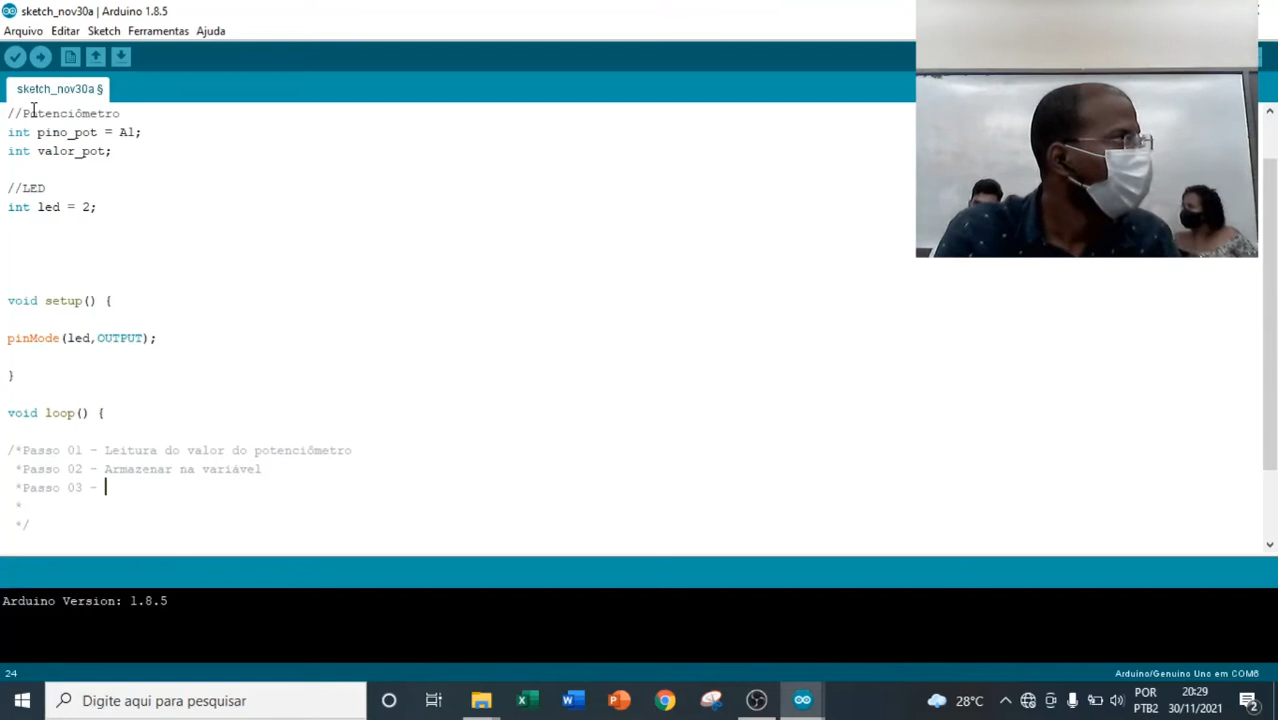 sketch_nov30a | Arduino 1.8.5
Arquivo Editar Sketch Ferramentas Ajuda
sketch_nov30a §
//Potenciômetro
int pino_pot = A1;
int valor_pot;
//LED
int led = 2;
void setup() {
pinMode(led,OUTPUT);
}
void loop() {
/*Passo 01 - Leitura do valor do potenciômetro
*Passo 02 - Armazenar na variável
*Passo 03 -
*
*/
Arduino Version: 1.8.5
24
Arduino/Genuino Uno em COM6
Digite aqui para pesquisar
28°C
POR
PTB2
20:29
30/11/2021
2